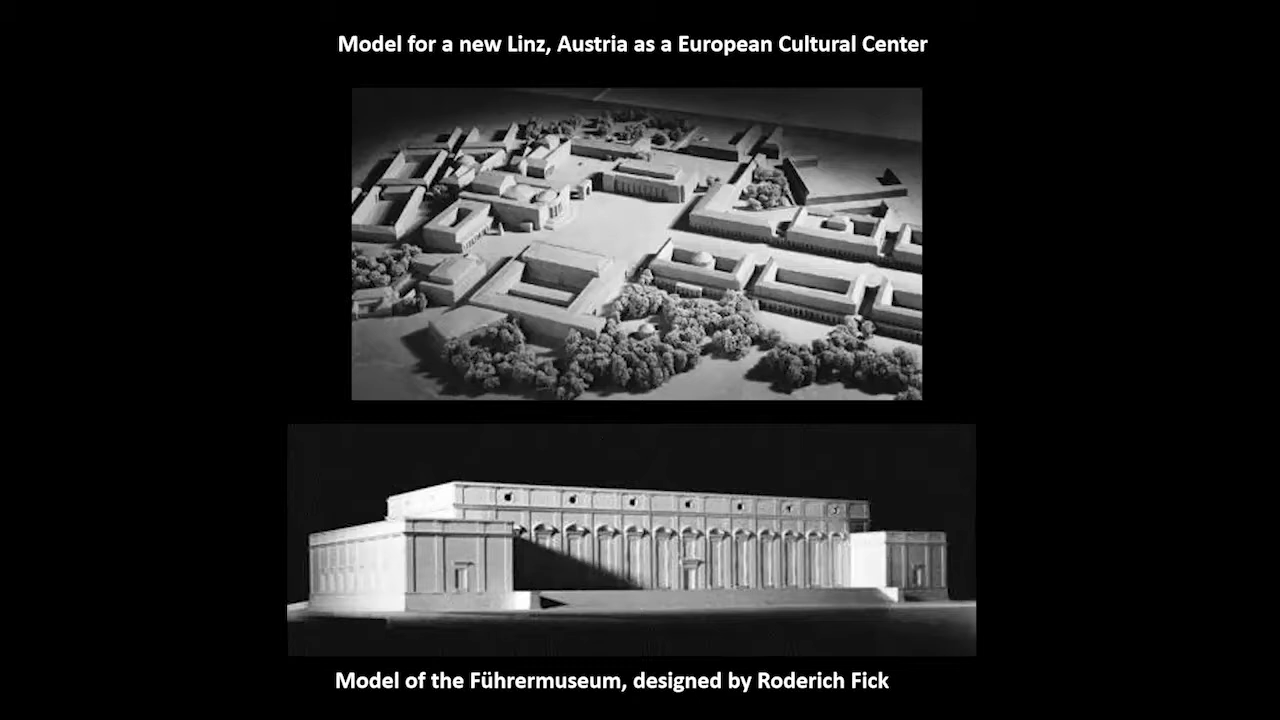 Model for a new Linz, Austria as a European Cultural Center
Model of the Führermuseum, designed by Roderich Fick